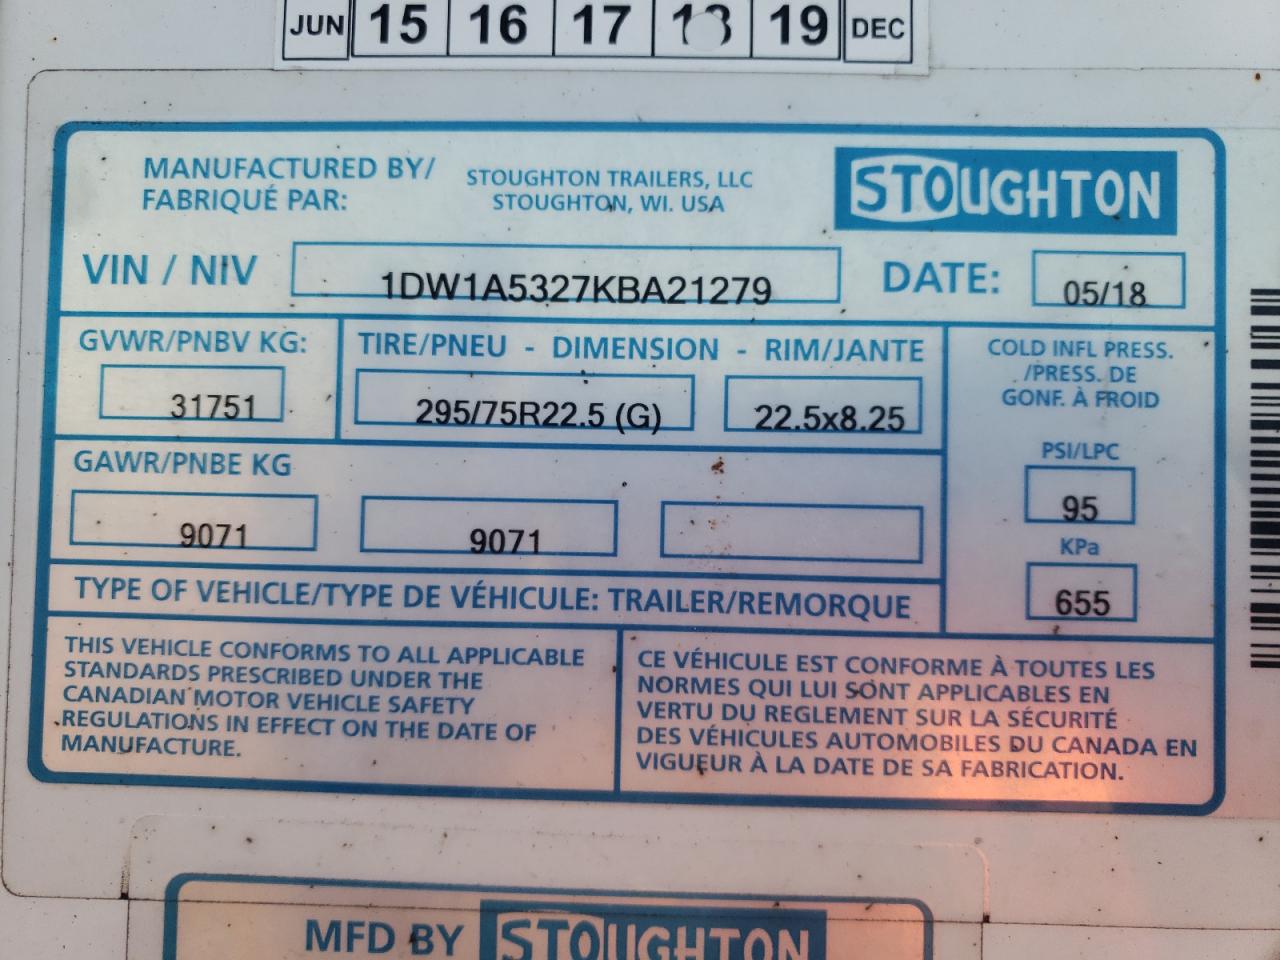 JUN 15 16 17 18 19 DEC
MANUFACTURED BY/
FABRIQUÉ PAR:
STOUGHTON TRAILERS, LLC
STOUGHTON, WI. USA
STOUGHTON
VIN / NIV 1DW1A5327KBA21279 DATE: 05/18
GVWR/PNBV KG:
31751
TIRE/PNEU - DIMENSION - RIM/JANTE
295/75R22.5 (G) 22.5x8.25
COLD INFL PRESS.
/PRESS. DE
GONF. À FROID
PSI/LPC
95
KPa
655
GAWR/PNBE KG
9071 9071
TYPE OF VEHICLE/TYPE DE VÉHICULE: TRAILER/REMORQUE
THIS VEHICLE CONFORMS TO ALL APPLICABLE
STANDARDS PRESCRIBED UNDER THE
CANADIAN MOTOR VEHICLE SAFETY
REGULATIONS IN EFFECT ON THE DATE OF
MANUFACTURE.
CE VÉHICULE EST CONFORME À TOUTES LES
NORMES QUI LUI SONT APPLICABLES EN
VERTU DU REGLEMENT SUR LA SÉCURITÉ
DES VÉHICULES AUTOMOBILES DU CANADA EN
VIGUEUR À LA DATE DE SA FABRICATION.
MFD BY STOUGHTON